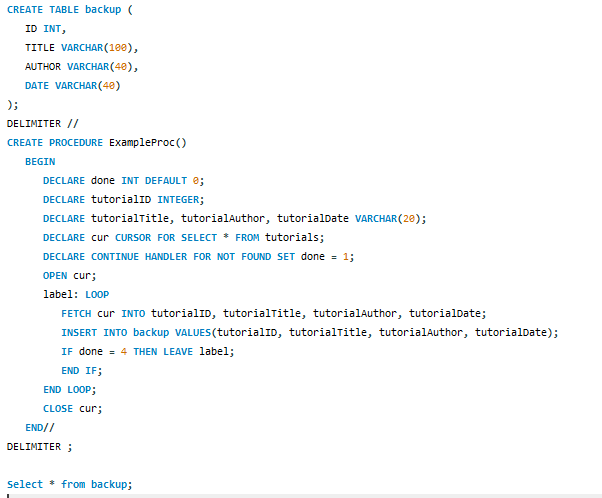 CREATE TABLE backup (
ID INT,
TITLE VARCHAR(100),
AUTHOR VARCHAR(40),
DATE VARCHAR(40)
);
DELIMITER //
CREATE PROCEDURE ExampleProc()
BEGIN
DECLARE done INT DEFAULT 0;
DECLARE tutorialID INTEGER;
DECLARE tutorialTitle, tutorialAuthor, tutorialDate VARCHAR(20);
DECLARE cur CURSOR FOR SELECT * FROM tutorials;
DECLARE CONTINUE HANDLER FOR NOT FOUND SET done = 1;
OPEN cur;
label: LOOP
FETCH cur INTO tutorialID, tutorialTitle, tutorialAuthor, tutorialDate;
INSERT INTO backup VALUES(tutorialID, tutorialTitle, tutorialAuthor, tutorialDate);
IF done = 4 THEN LEAVE label;
END IF;
END LOOP;
CLOSE cur;
END//
DELIMITER ;
Select * from backup;